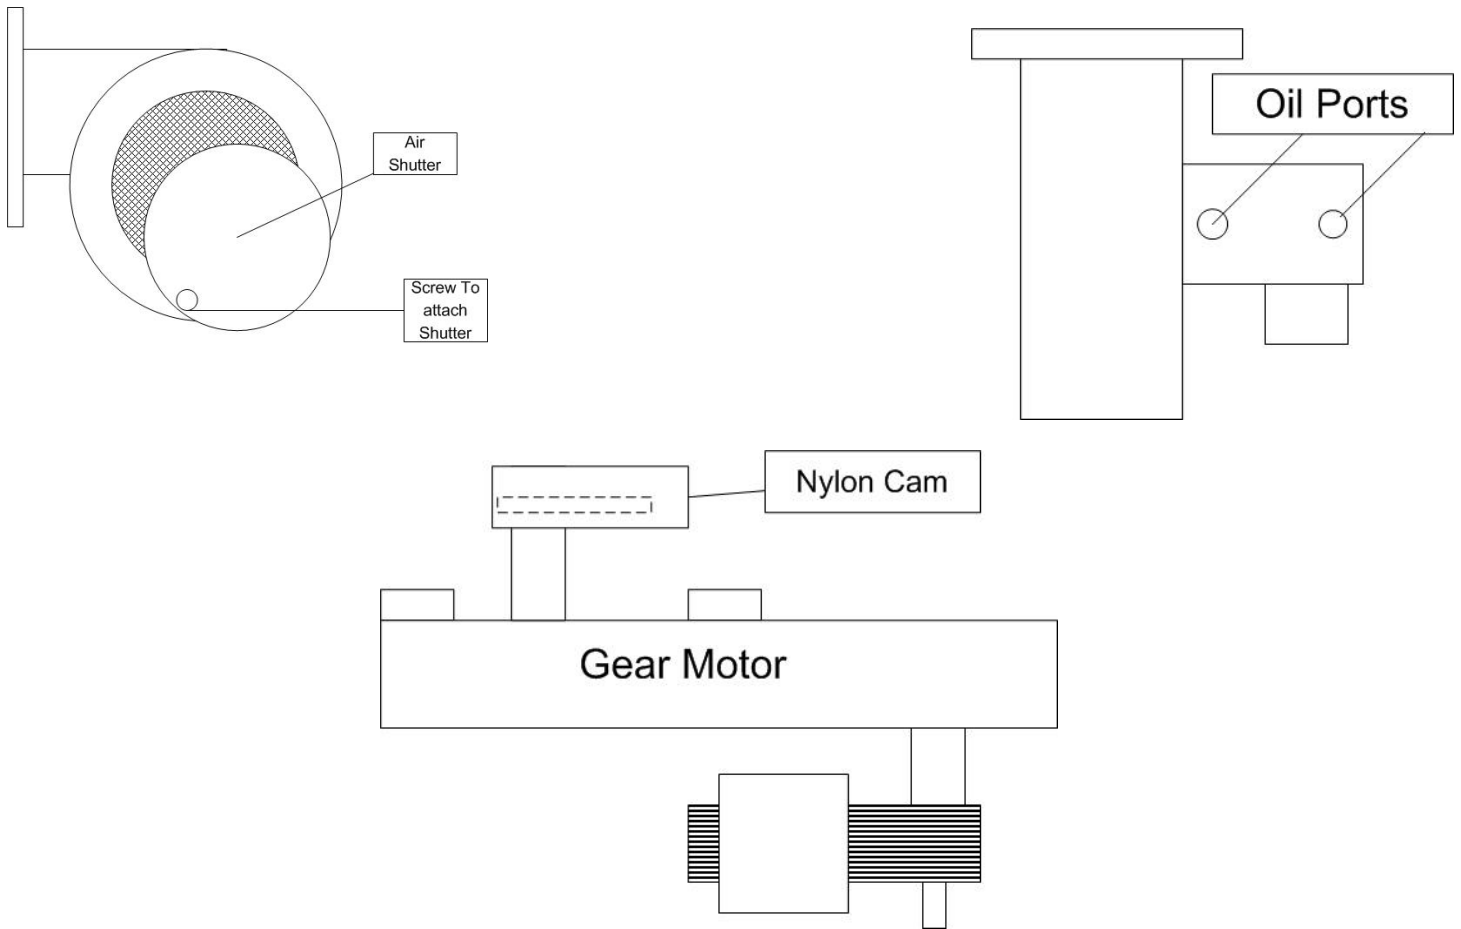 Air
Shutter
Screw To
attach
Shutter
Oil Ports
Nylon Cam
Gear Motor